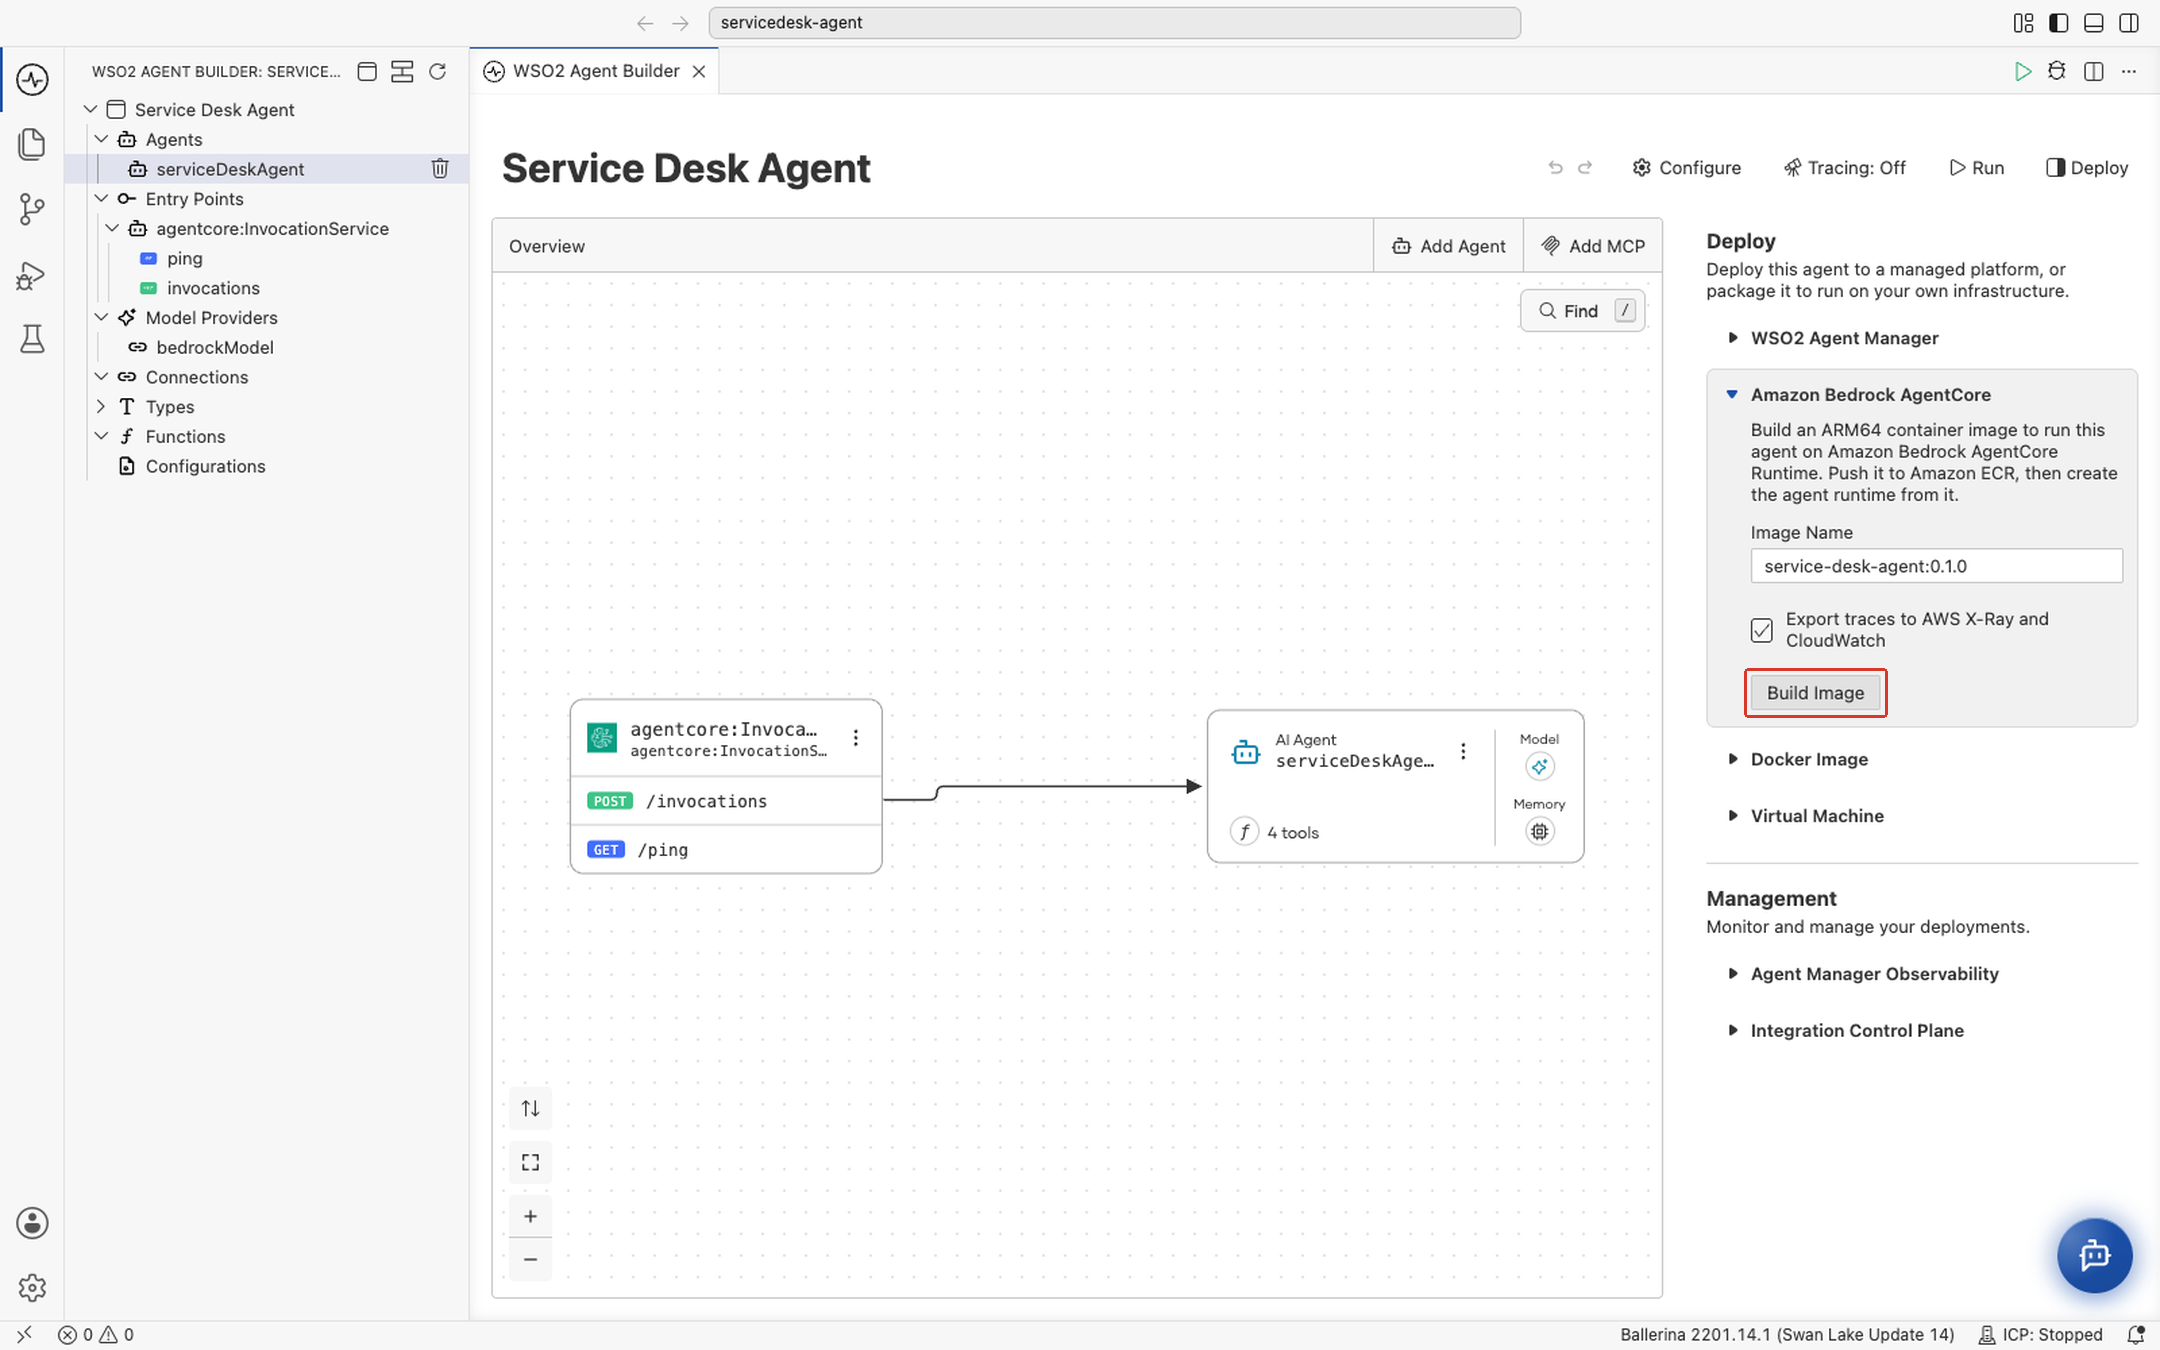 servicedesk-agent
WSO2 AGENT BUILDER: SERVICE...
Service Desk Agent
Agents
serviceDeskAgent
Entry Points
agentcore:InvocationService
ping
invocations
Model Providers
bedrockModel
Connections
Types
Functions
Configurations
WSO2 Agent Builder
Service Desk Agent
Configure
Tracing: Off
Run
Deploy
Overview
Add Agent
Add MCP
Find /
agentcore:Invoca...
agentcore:InvocationS...
POST /invocations
GET /ping
AI Agent
serviceDeskAge...
4 tools
Model
Memory
Deploy
Deploy this agent to a managed platform, or
package it to run on your own infrastructure.
WSO2 Agent Manager
Amazon Bedrock AgentCore
Build an ARM64 container image to run this
agent on Amazon Bedrock AgentCore
Runtime. Push it to Amazon ECR, then create
the agent runtime from it.
Image Name
service-desk-agent:0.1.0
Export traces to AWS X-Ray and
CloudWatch
Build Image
Docker Image
Virtual Machine
Management
Monitor and manage your deployments.
Agent Manager Observability
Integration Control Plane
0 0
Ballerina 2201.14.1 (Swan Lake Update 14)
ICP: Stopped